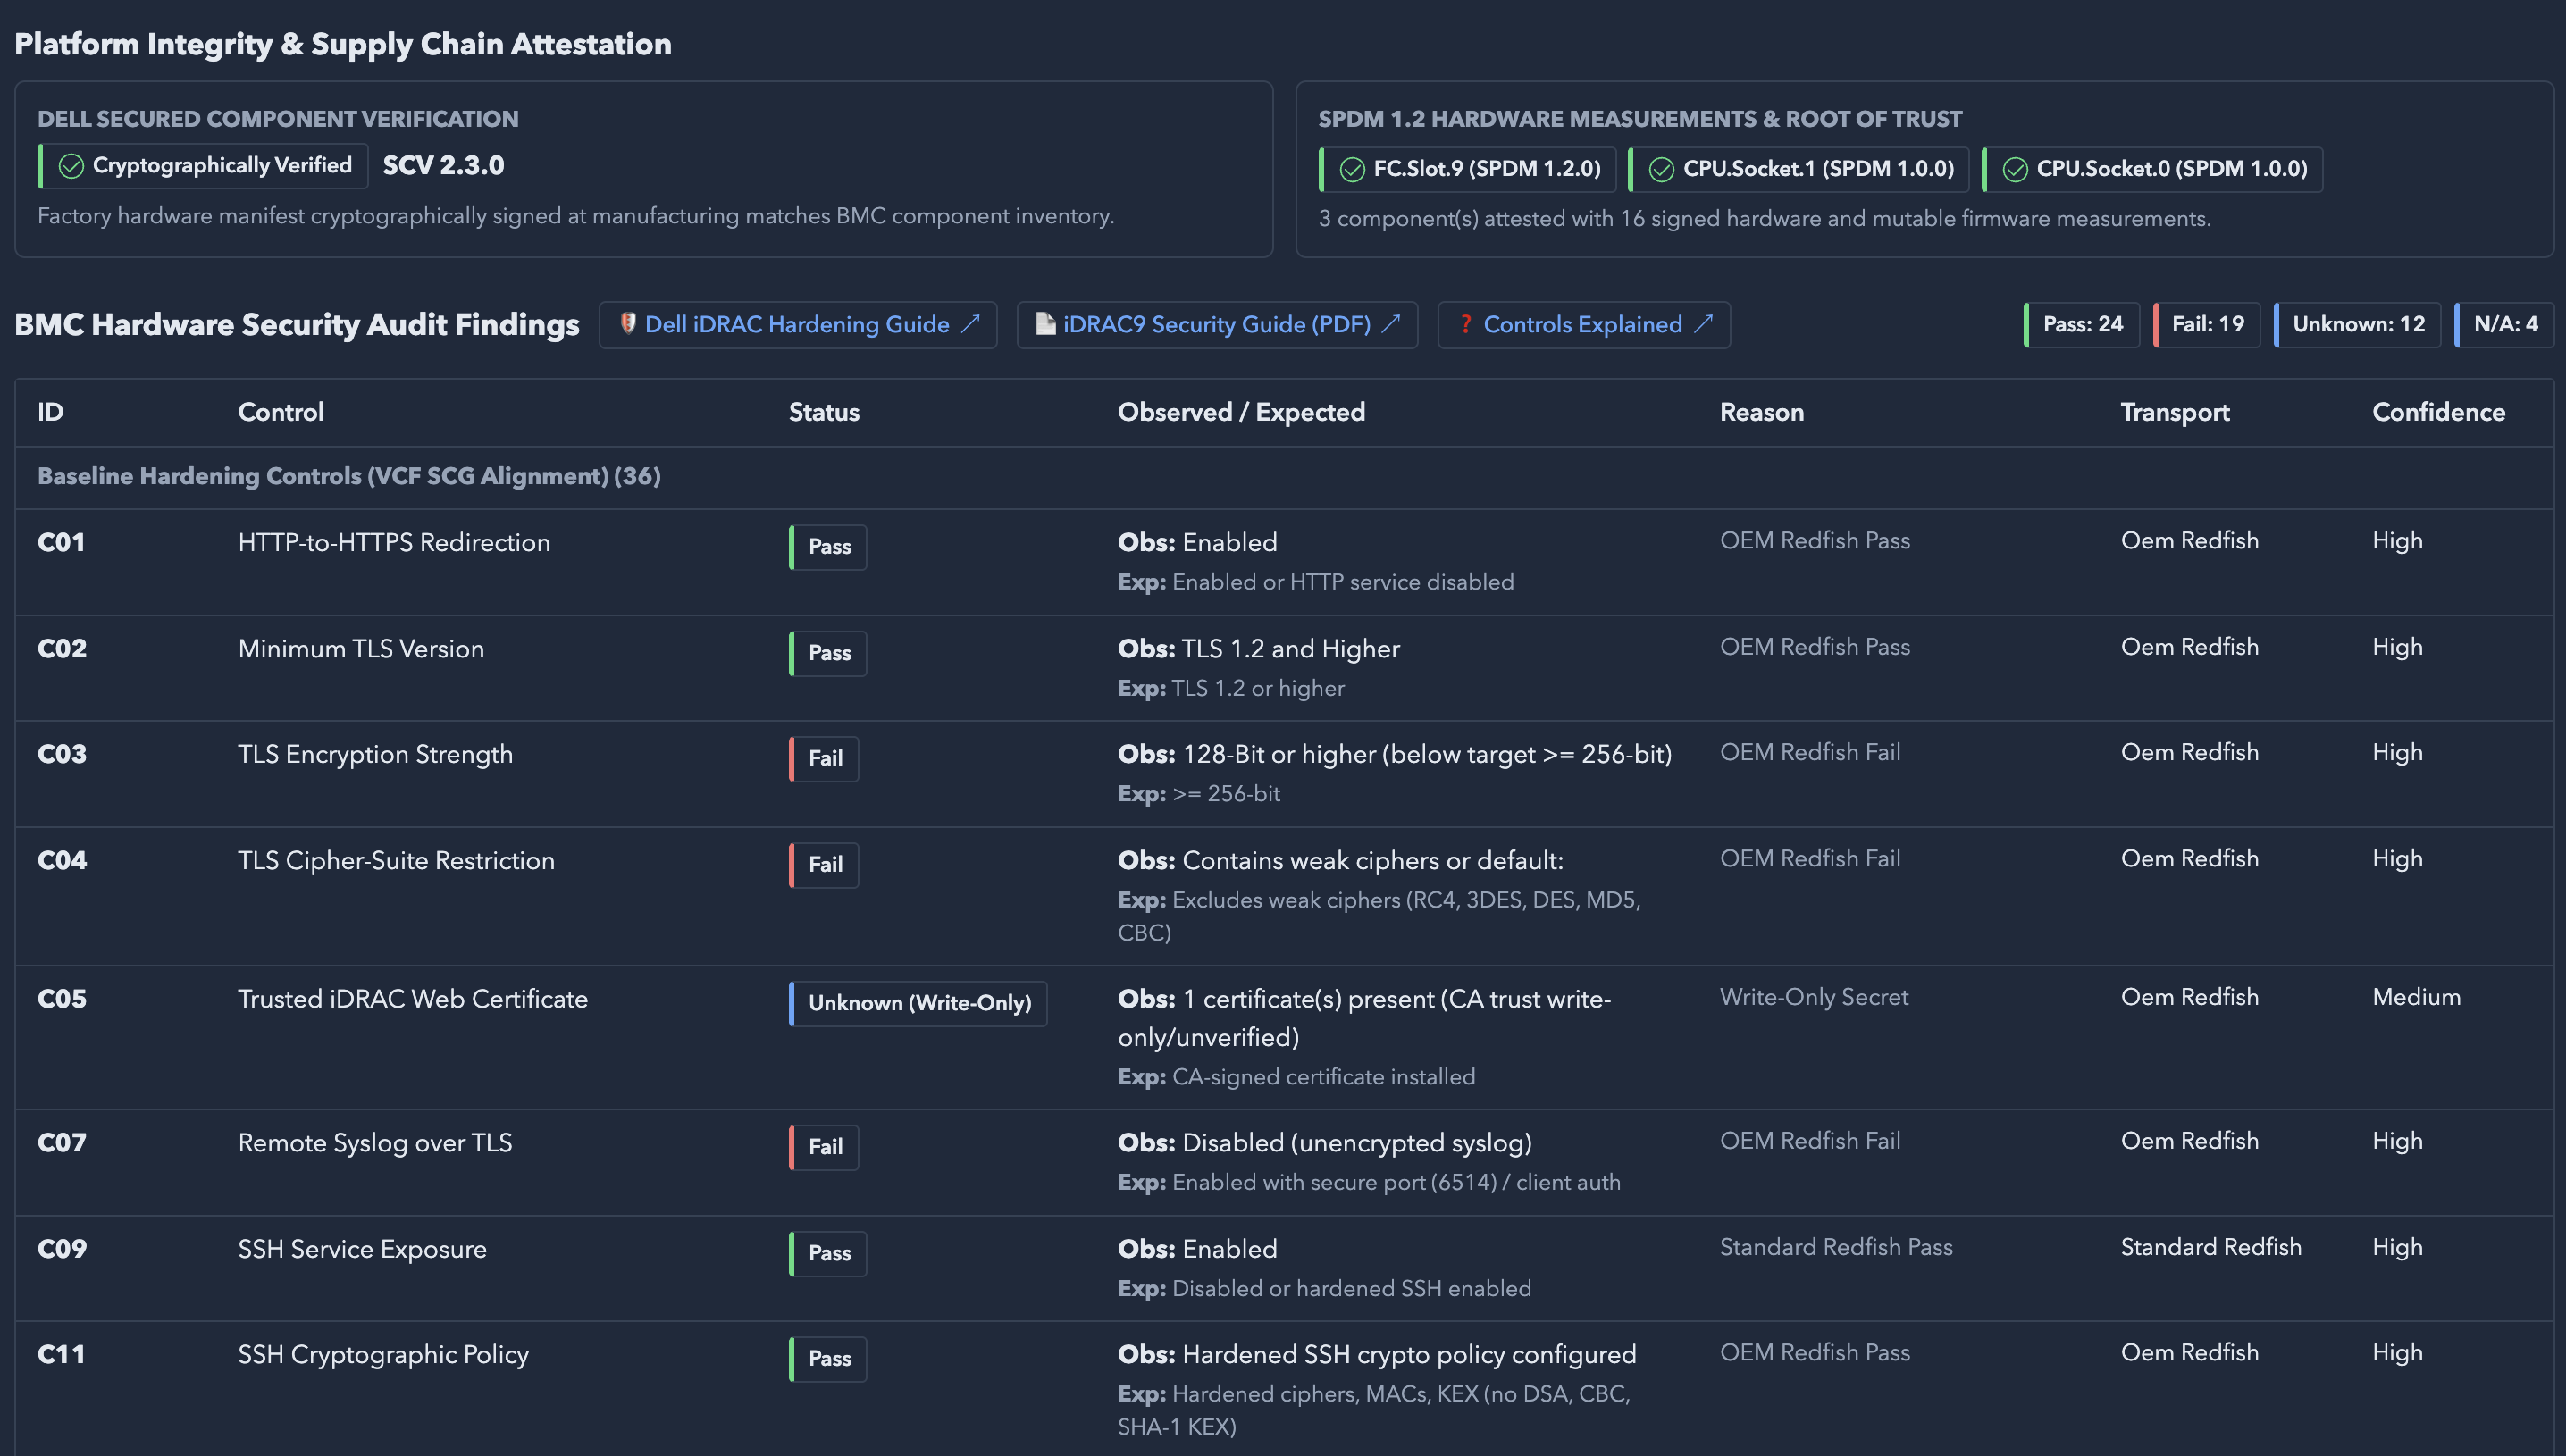 Platform Integrity & Supply Chain Attestation
DELL SECURED COMPONENT VERIFICATION
Cryptographically Verified SCV 2.3.0
Factory hardware manifest cryptographically signed at manufacturing matches BMC component inventory.
SPDM 1.2 HARDWARE MEASUREMENTS & ROOT OF TRUST
FC.Slot.9 (SPDM 1.2.0) CPU.Socket.1 (SPDM 1.0.0) CPU.Socket.0 (SPDM 1.0.0)
3 component(s) attested with 16 signed hardware and mutable firmware measurements.
BMC Hardware Security Audit Findings Dell iDRAC Hardening Guide ↗ iDRAC9 Security Guide (PDF) ↗ ❓ Controls Explained ↗ Pass: 24 Fail: 19 Unknown: 12 N/A: 4
ID Control Status Observed / Expected Reason Transport Confidence
Baseline Hardening Controls (VCF SCG Alignment) (36)
C01 HTTP-to-HTTPS Redirection Pass Obs: Enabled OEM Redfish Pass Oem Redfish High
Exp: Enabled or HTTP service disabled
C02 Minimum TLS Version Pass Obs: TLS 1.2 and Higher OEM Redfish Pass Oem Redfish High
Exp: TLS 1.2 or higher
C03 TLS Encryption Strength Fail Obs: 128-Bit or higher (below target >= 256-bit) OEM Redfish Fail Oem Redfish High
Exp: >= 256-bit
C04 TLS Cipher-Suite Restriction Fail Obs: Contains weak ciphers or default: OEM Redfish Fail Oem Redfish High
Exp: Excludes weak ciphers (RC4, 3DES, DES, MD5,
CBC)
C05 Trusted iDRAC Web Certificate Unknown (Write-Only) Obs: 1 certificate(s) present (CA trust write- Write-Only Secret Oem Redfish Medium
only/unverified)
Exp: CA-signed certificate installed
C07 Remote Syslog over TLS Fail Obs: Disabled (unencrypted syslog) OEM Redfish Fail Oem Redfish High
Exp: Enabled with secure port (6514) / client auth
C09 SSH Service Exposure Pass Obs: Enabled Standard Redfish Pass Standard Redfish High
Exp: Disabled or hardened SSH enabled
C11 SSH Cryptographic Policy Pass Obs: Hardened SSH crypto policy configured OEM Redfish Pass Oem Redfish High
Exp: Hardened ciphers, MACs, KEX (no DSA, CBC,
SHA-1 KEX)